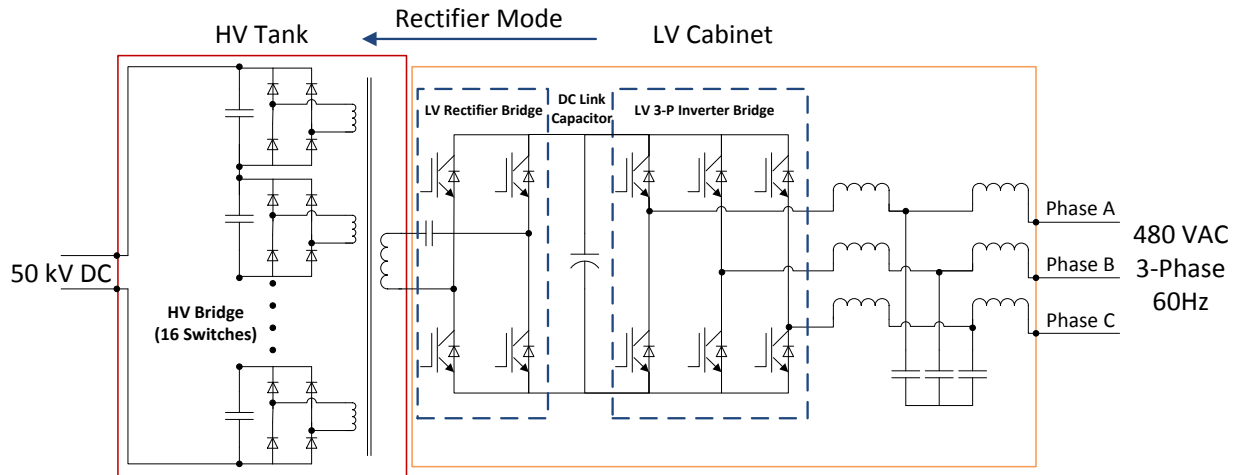 Rectifier Mode
HV Tank
LV Cabinet
LV Rectifier Bridge
DC Link
Capacitor
LV 3-P Inverter Bridge
50 kV DC
HV Bridge
(16 Switches)
Phase A
Phase B
Phase C
480 VAC
3-Phase
60Hz